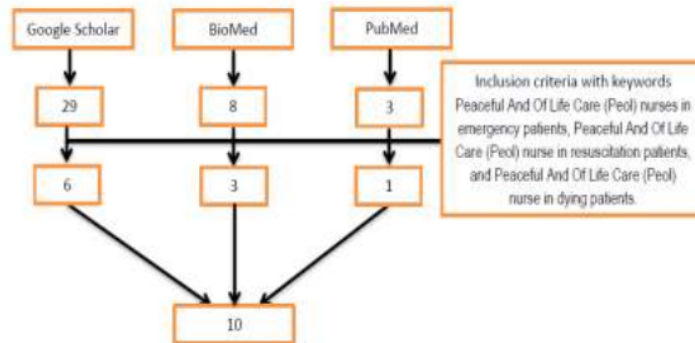 Google Scholar
BioMed
PubMed
29
8
3
Inclusion criteria with keywords
Peaceful And Of Life Care (Peol) nurses in
emergency patients, Peaceful And Of Life
Care (Peol) nurse in resuscitation patients,
and Peaceful And Of Life Care (Peol)
nurse in dying patients.
6
3
1
10